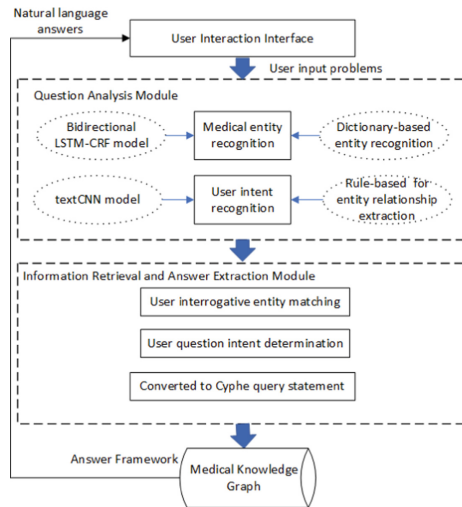 Natural language
answers
User Interaction Interface
User input problems
Question Analysis Module
Bidirectional
LSTM-CRF model
Medical entity
recognition
Dictionary-based
entity recognition
textCNN model
User intent
recognition
Rule-based for
entity relationship
extraction
Information Retrieval and Answer Extraction Module
User interrogative entity matching
User question intent determination
Converted to Cyphe query statement
Answer Framework
Medical Knowledge
Graph